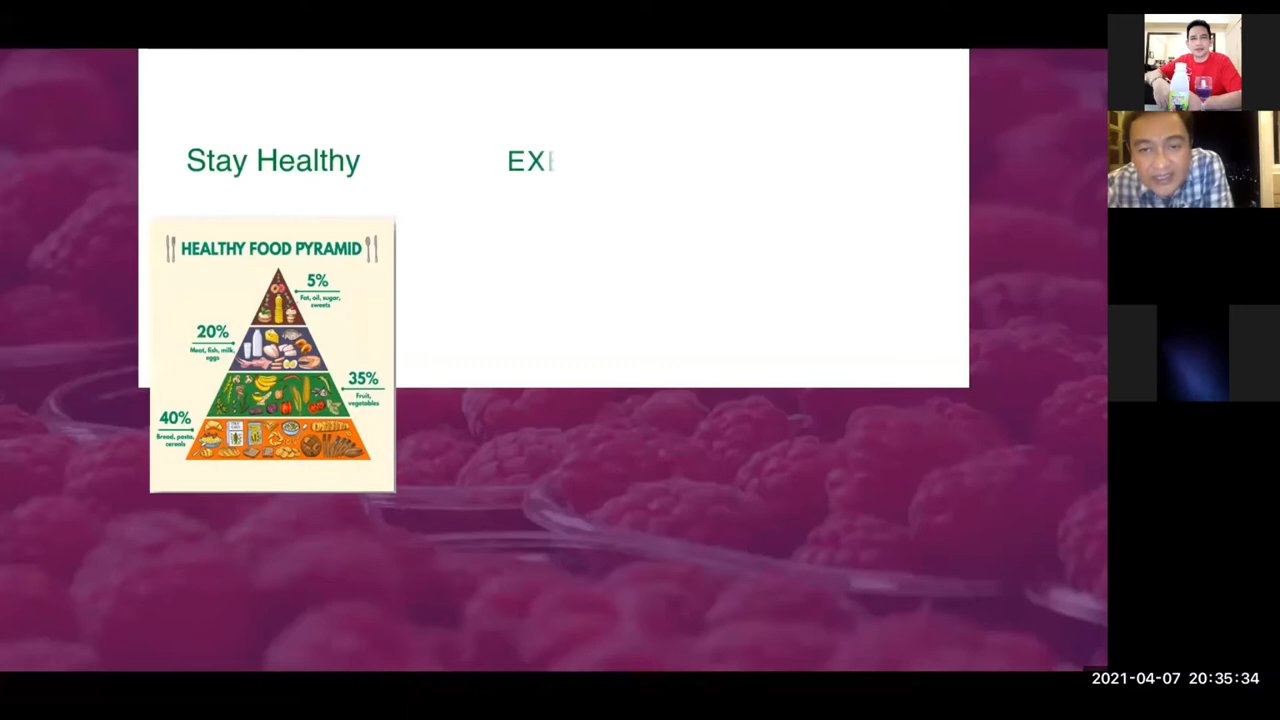 Stay Healthy
EX
HEALTHY FOOD PYRAMID
5%
Fat, oil, sugar,
sweets
20%
Meat, fish, milk,
eggs
35%
Fruit,
vegetables
40%
Bread, pasta,
cereals
2021-04-07 20:35:34